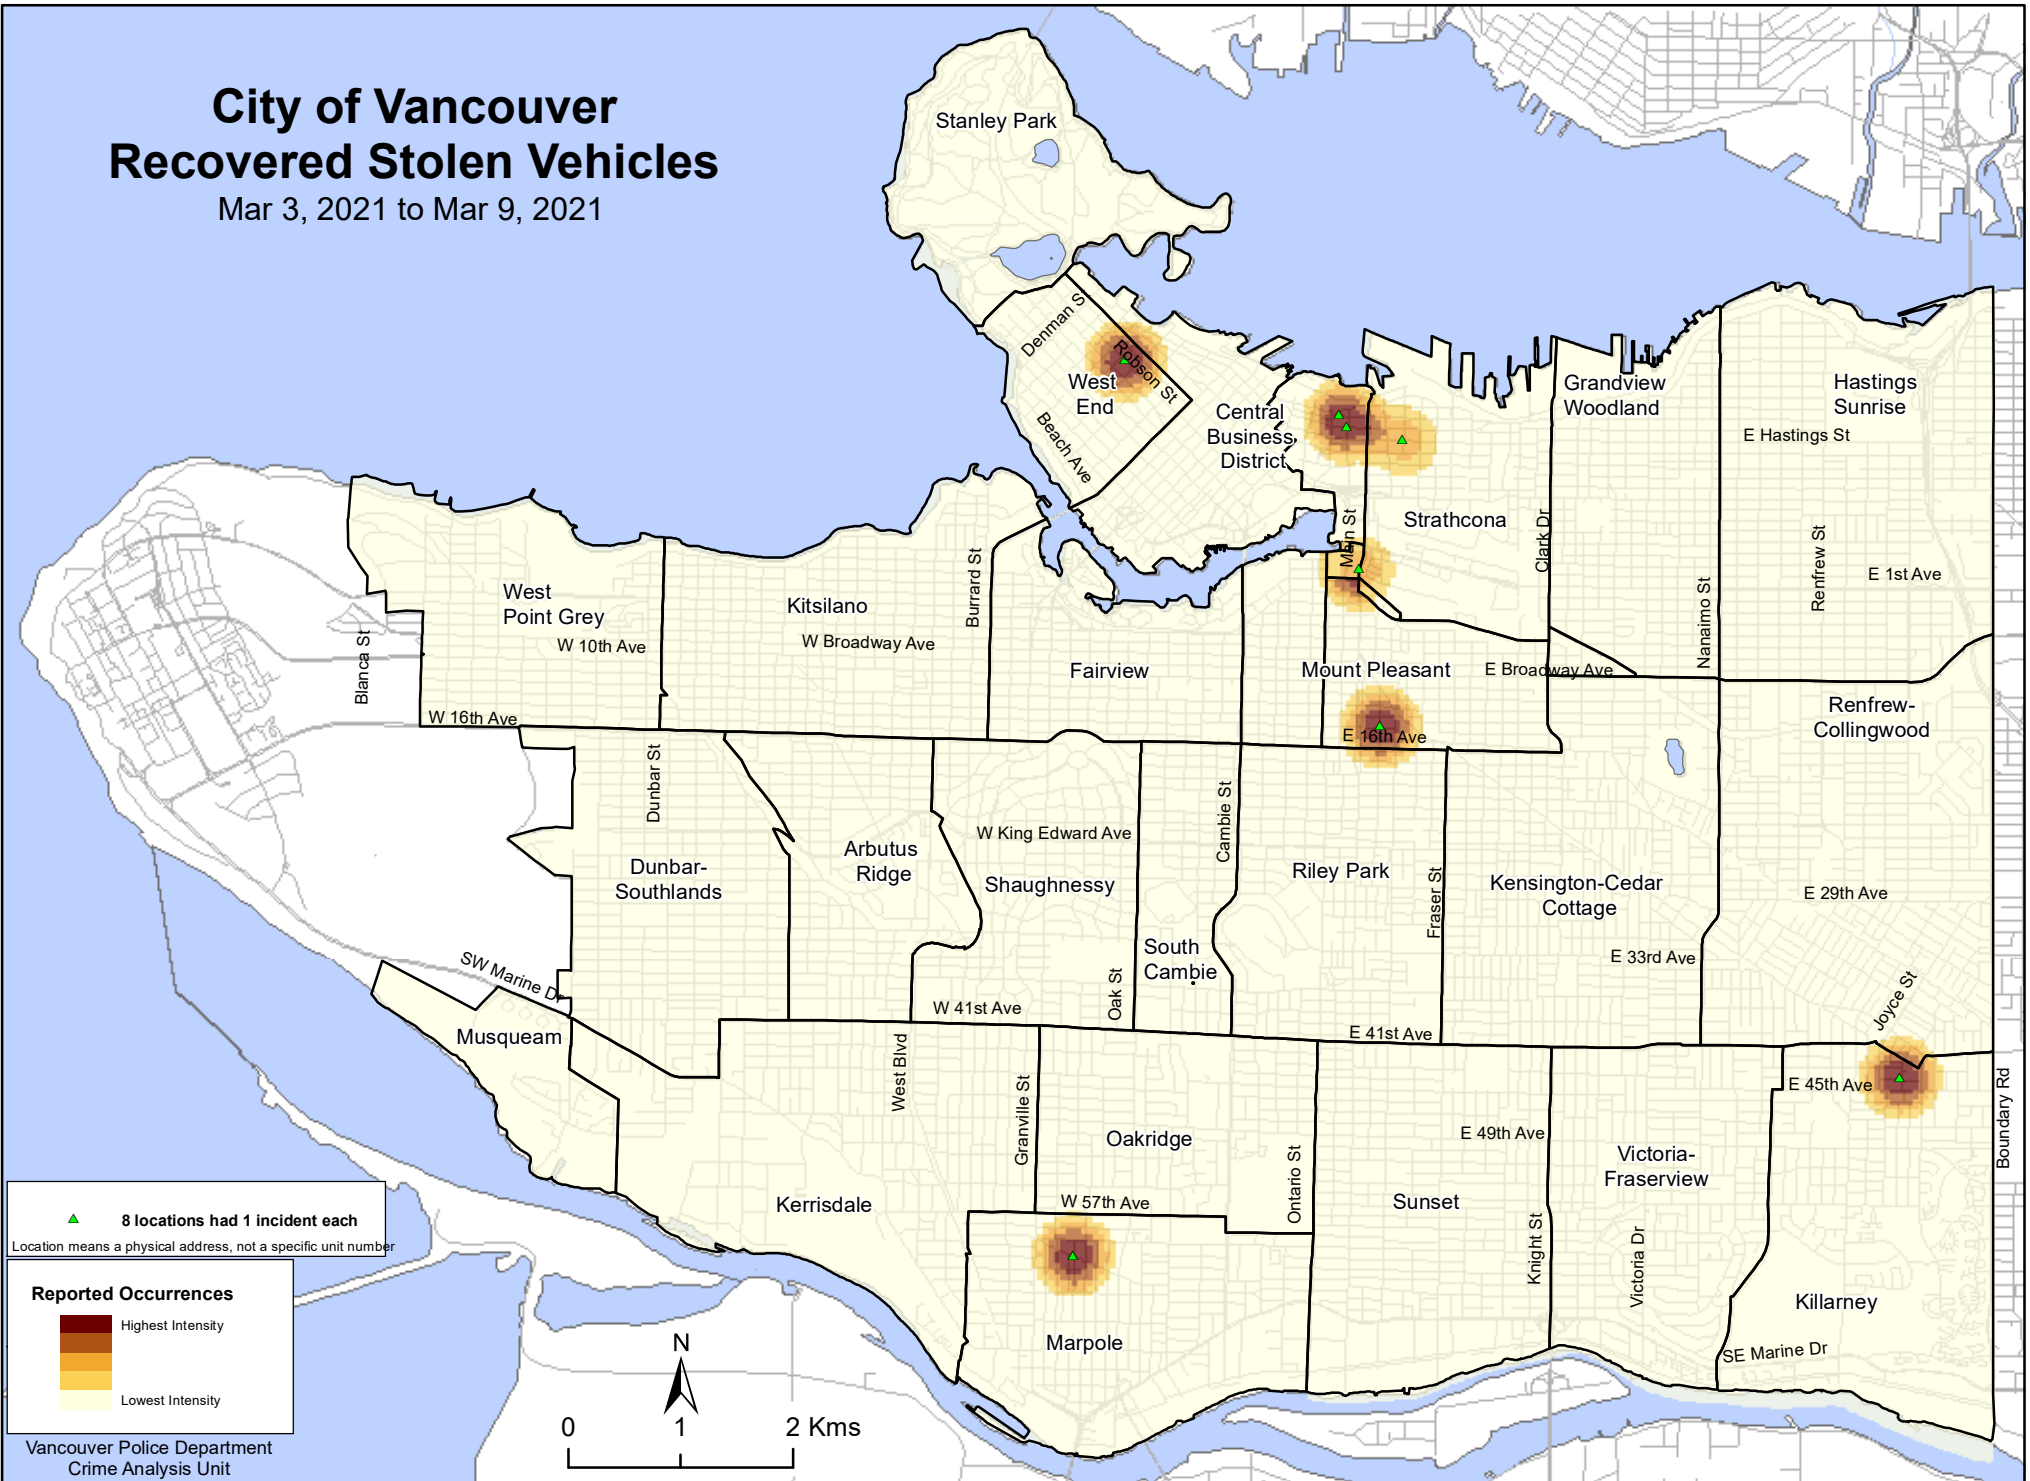 City of Vancouver
Recovered Stolen Vehicles
Mar 3, 2021 to Mar 9, 2021
Stanley Park
Denman St
Robson St
West
End
Beach Ave
Central
Business
District
Grandview
Woodland
Hastings
Sunrise
E Hastings St
Main St
Strathcona
Clark Dr
Renfrew St
E 1st Ave
Nanaimo St
Burrard St
West
Point Grey
Kitsilano
W 10th Ave
W Broadway Ave
Blanca St
Fairview
Mount Pleasant
E Broadway Ave
Renfrew-
Collingwood
W 16th Ave
E 16th Ave
Dunbar St
Cambie St
W King Edward Ave
Arbutus
Ridge
Dunbar-
Southlands
Shaughnessy
Riley Park
Fraser St
Kensington-Cedar
Cottage
E 29th Ave
South
Cambie
E 33rd Ave
SW Marine Dr
Oak St
Joyce St
W 41st Ave
E 41st Ave
Musqueam
West Blvd
Granville St
E 45th Ave
Boundary Rd
Oakridge
E 49th Ave
Victoria-
Fraserview
Ontario St
Kerrisdale
W 57th Ave
Sunset
Knight St
Victoria Dr
Killarney
Marpole
SE Marine Dr
8 locations had 1 incident each
Location means a physical address, not a specific unit number
Reported Occurrences
Highest Intensity
Lowest Intensity
N
0 1 2 Kms
Vancouver Police Department
Crime Analysis Unit